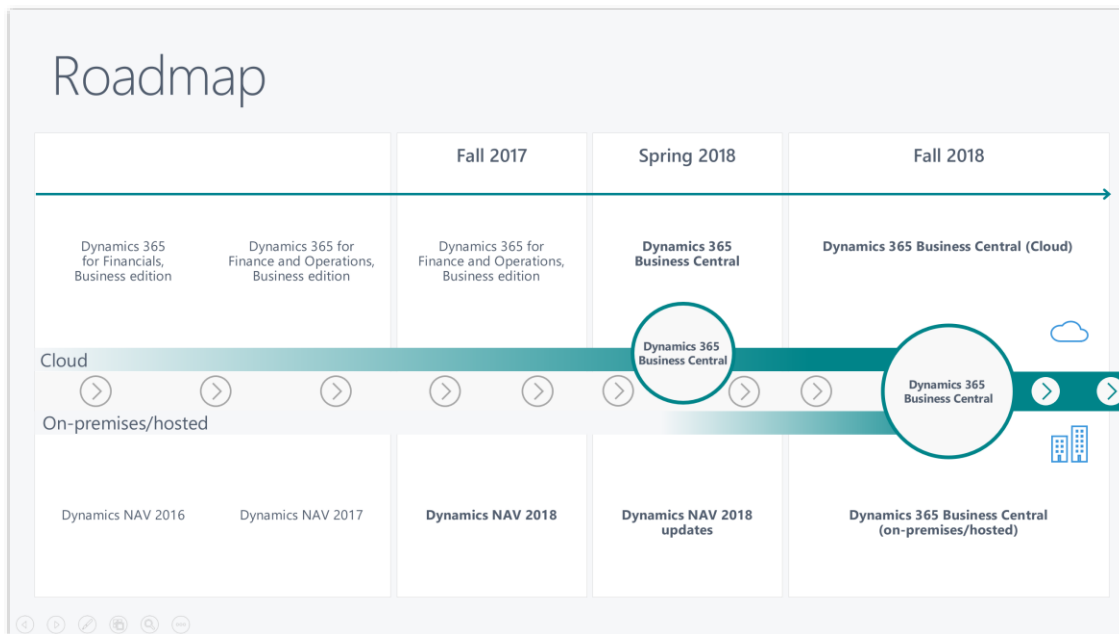 Roadmap
Fall 2017
Spring 2018
Fall 2018
Dynamics 365
for Financials,
Business edition
Dynamics 365 for
Finance and Operations,
Business edition
Dynamics 365 for
Finance and Operations,
Business edition
Dynamics 365
Business Central
Dynamics 365 Business Central (Cloud)
Cloud
Dynamics 365
Business Central
Dynamics 365
Business Central
On-premises/hosted
Dynamics NAV 2016
Dynamics NAV 2017
Dynamics NAV 2018
Dynamics NAV 2018
updates
Dynamics 365 Business Central
(on-premises/hosted)